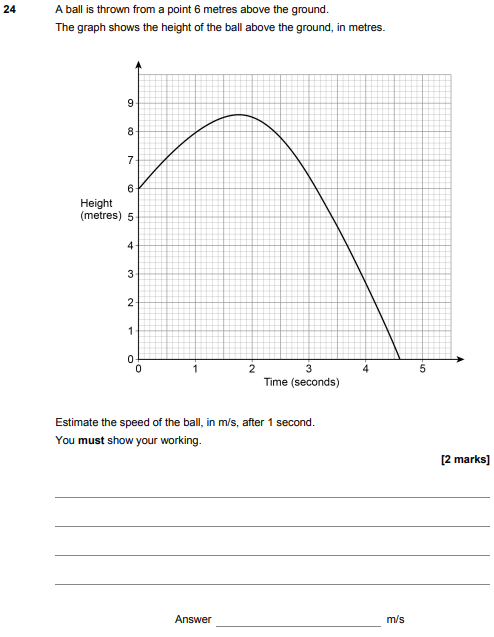 24 A ball is thrown from a point 6 metres above the ground.
The graph shows the height of the ball above the ground, in metres.
9
8
7
6
Height
(metres) 5
4
3
2
1
0
0 1 2 3 4 5
Time (seconds)
Estimate the speed of the ball, in m/s, after 1 second.
You must show your working.
[2 marks]
Answer m/s